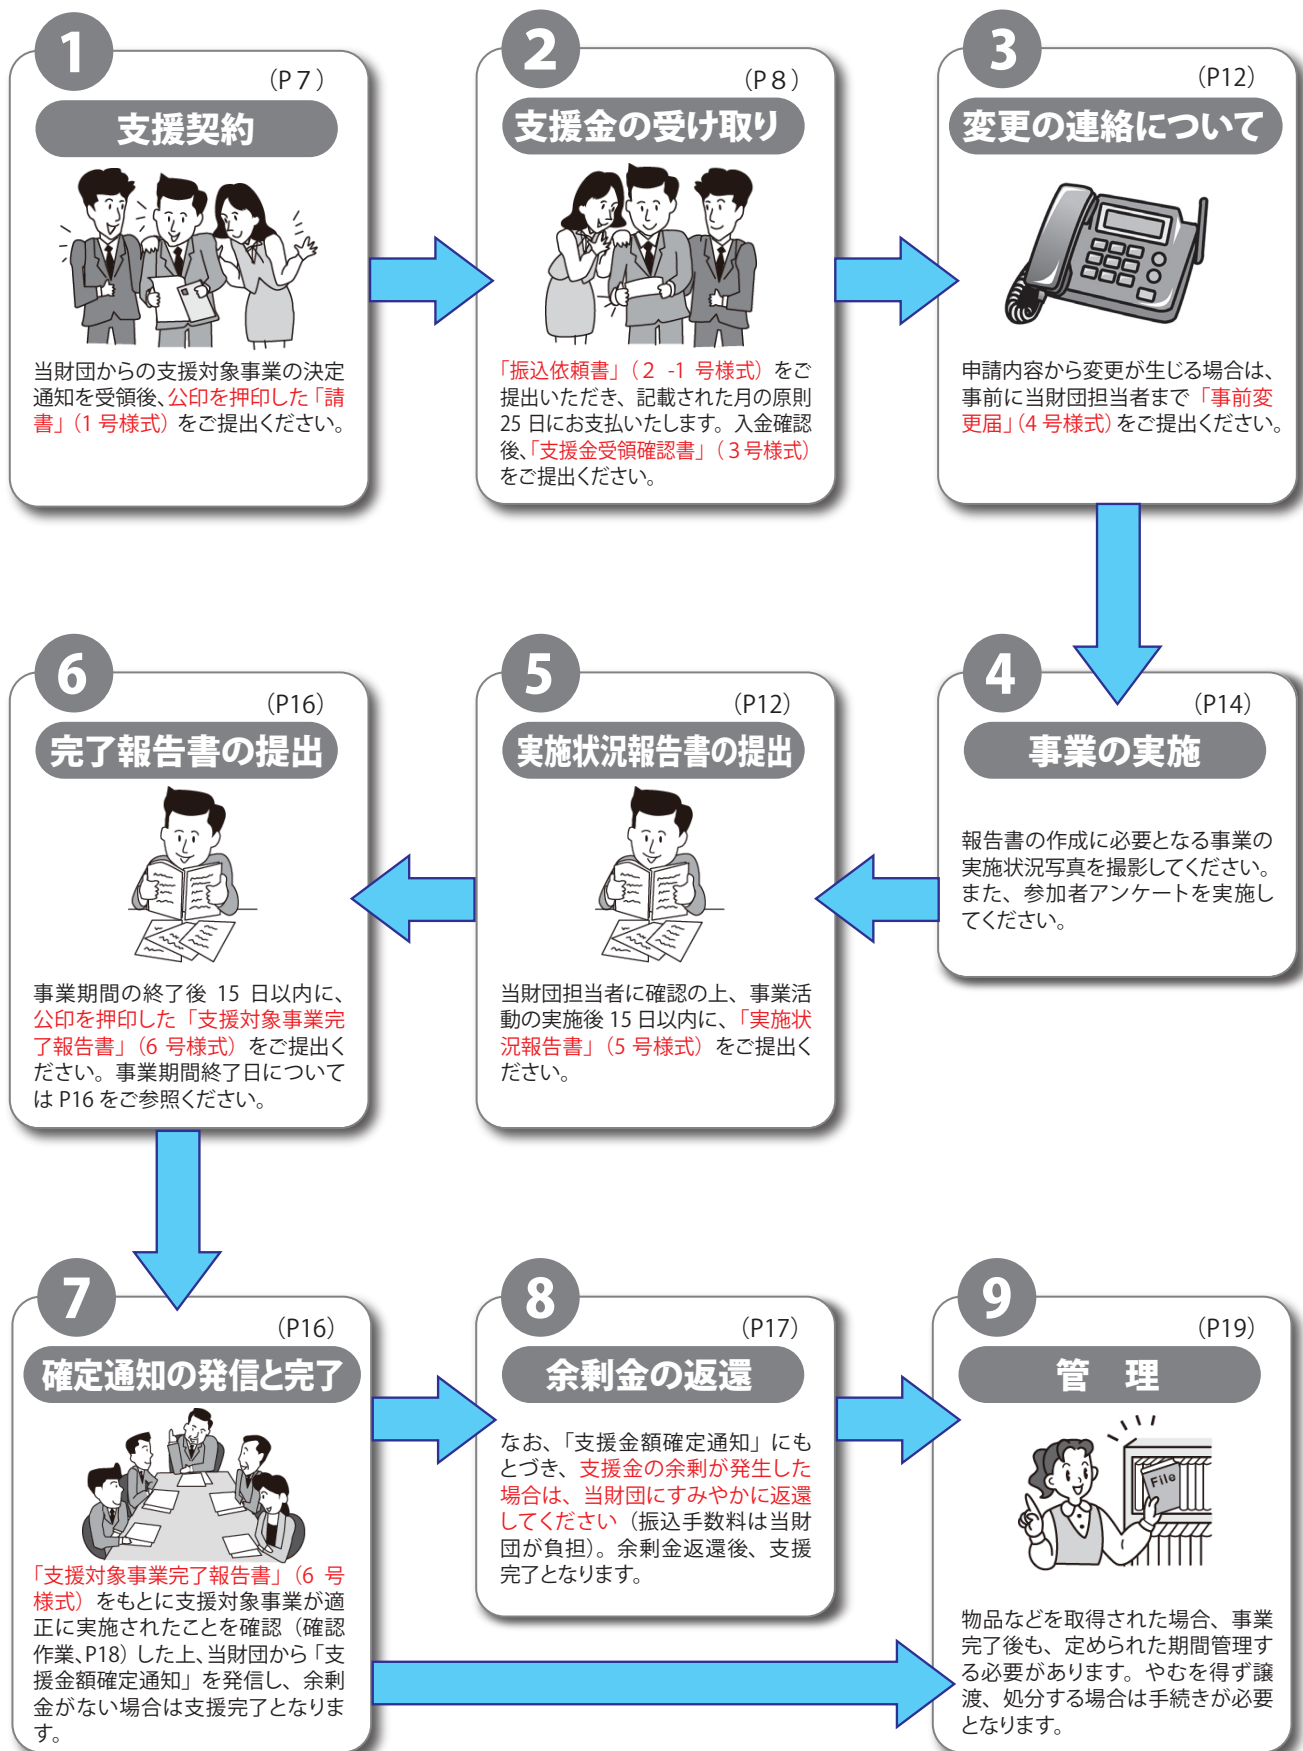 1
（P７）
支援契約
当財団からの支援対象事業の決定
通知を受領後、公印を押印した「請
書」（1 号様式）をご提出ください。
2
（P８）
支援金の受け取り
「振込依頼書」（２ -1 号様式）をご
提出いただき、記載された月の原則
25 日にお支払いたします。入金確認
後、「支援金受領確認書」（３号様式）
をご提出ください。
3
（P12）
変更の連絡について
申請内容から変更が生じる場合は、
事前に当財団担当者まで「事前変
更届」（4 号様式）をご提出ください。
4
（P14）
事業の実施
報告書の作成に必要となる事業の
実施状況写真を撮影してください。
また、参加者アンケートを実施し
てください。
5
（P12）
実施状況報告書の提出
当財団担当者に確認の上、事業活
動の実施後 15 日以内に、「実施状
況報告書」（5 号様式）をご提出く
ださい。
6
（P16）
完了報告書の提出
事業期間の終了後 15 日以内に、
公印を押印した「支援対象事業完
了報告書」（6 号様式）をご提出く
ださい。事業期間終了日について
は P16 をご参照ください。
7
（P16）
確定通知の発信と完了
「支援対象事業完了報告書」（6 号
様式）をもとに支援対象事業が適
正に実施されたことを確認（確認
作業、P18）した上、当財団から「支
援金額確定通知」を発信し、余剰
金がない場合は支援完了となりま
す。
8
（P17）
余剰金の返還
なお、「支援金額確定通知」にも
とづき、支援金の余剰が発生した
場合は、当財団にすみやかに返還
してください（振込手数料は当財
団が負担）。余剰金返還後、支援
完了となります。
9
（P19）
管　理
File
物品などを取得された場合、事業
完了後も、定められた期間管理す
る必要があります。やむを得ず譲
渡、処分する場合は手続きが必要
となります。